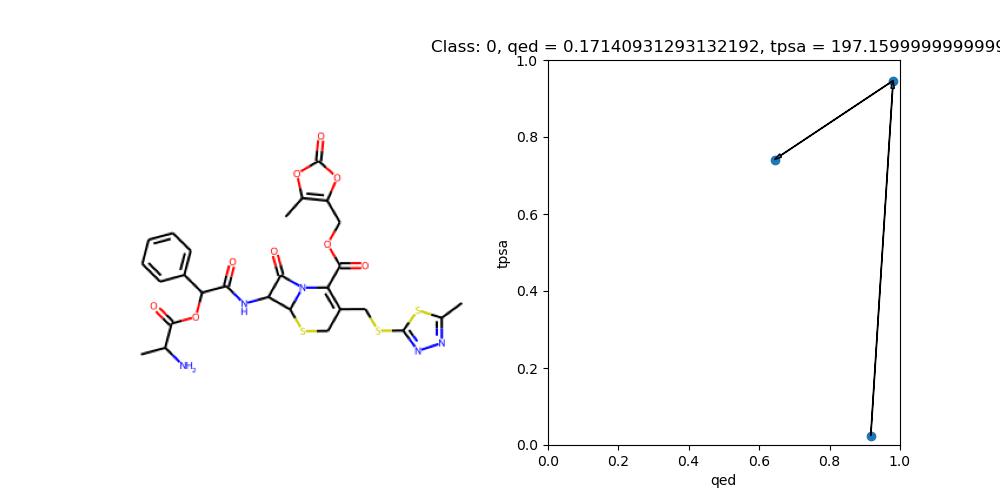 Class: 0, qed = 0.17140931293132192, tpsa = 197.1599999999999
1.0
0.8
0.6
0.4
0.2
0.0
tpsa
0.0 0.2 0.4 0.6 0.8 1.0
qed
O
O O
O
O O
O O
O N
N
H
O
S
S S
N N
NH2